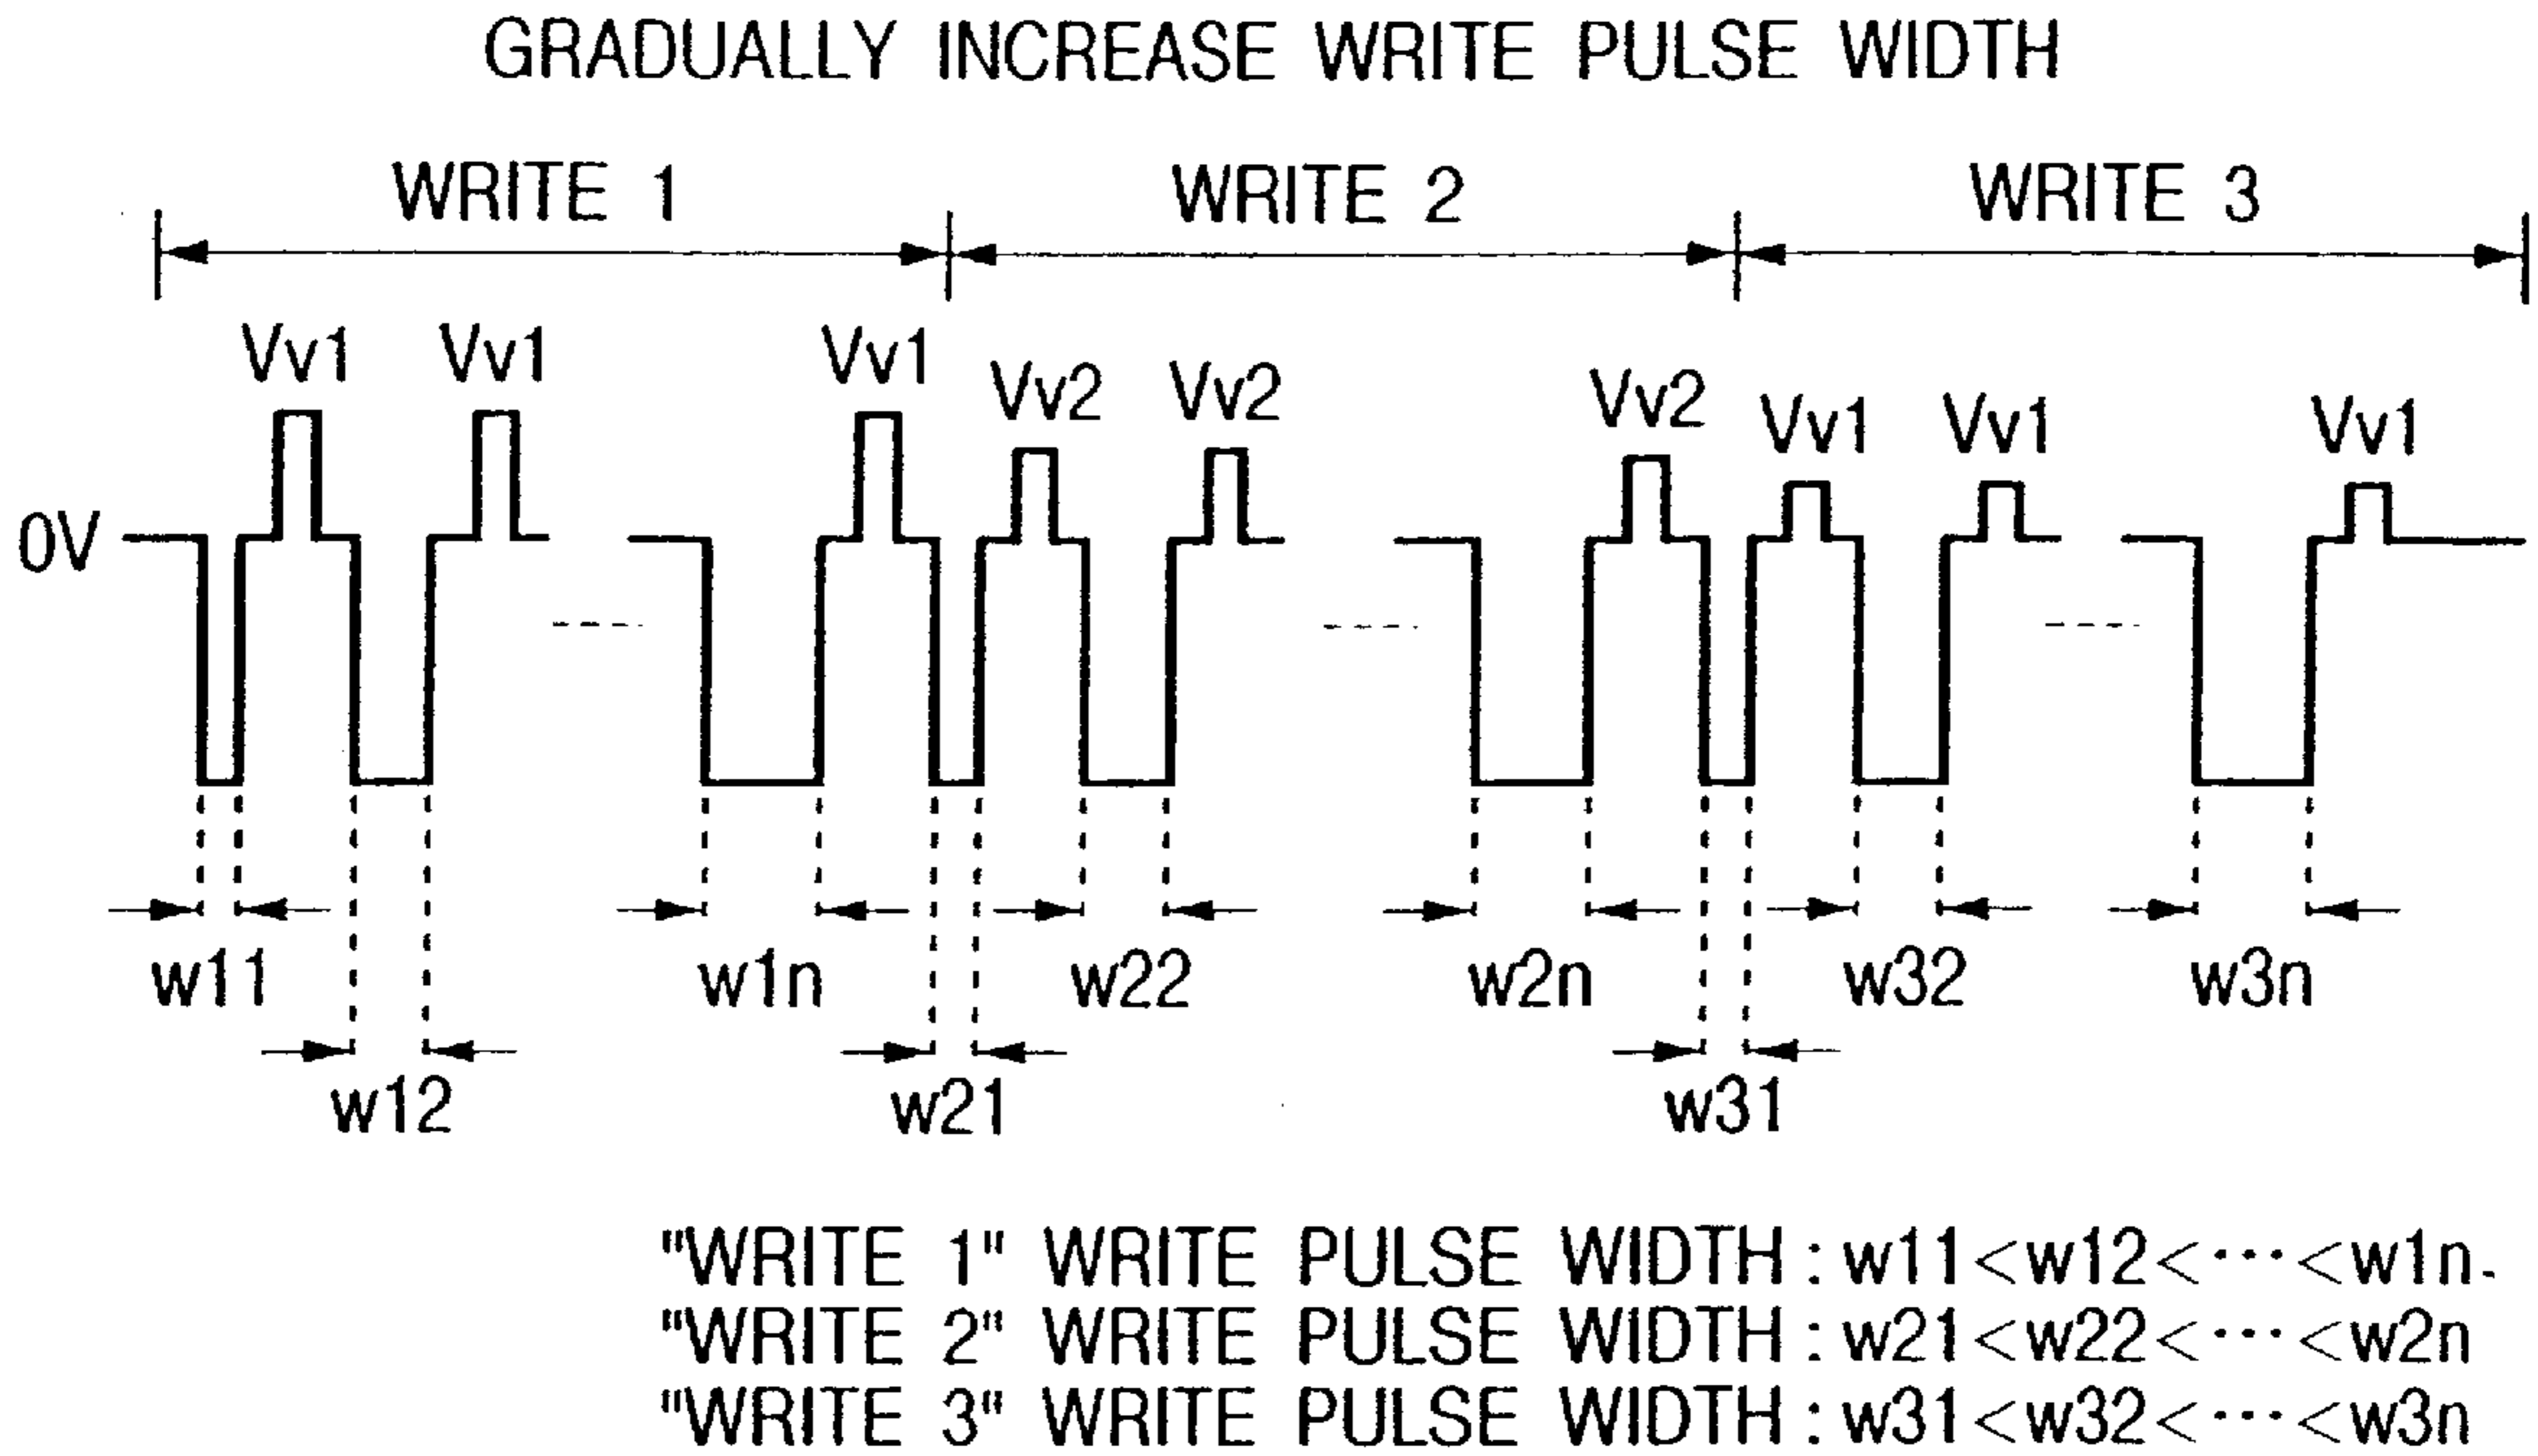 GRADUALLY INCREASE WRITE PULSE WIDTH
WRITE 1 WRITE 2 WRITE 3
Vv1 Vv1 Vv1 Vv2 Vv2 Vv2 Vv1 Vv1 Vv1
0V
w11 w1n w22 w2n w32 w3n
w12 w21 w31
"WRITE 1" WRITE PULSE WIDTH : w11<w12<···<w1n
"WRITE 2" WRITE PULSE WIDTH : w21<w22<···<w2n
"WRITE 3" WRITE PULSE WIDTH : w31<w32<···<w3n